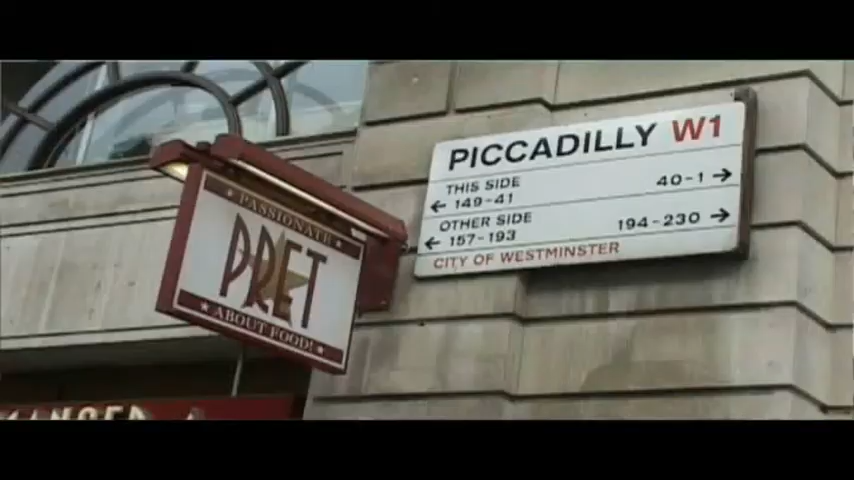 PICCADILLY W1
THIS SIDE
← 149-41 40-1 →
OTHER SIDE
← 157-193 194-230 →
CITY OF WESTMINSTER
PASSIONATE
PRET
ABOUT FOOD!